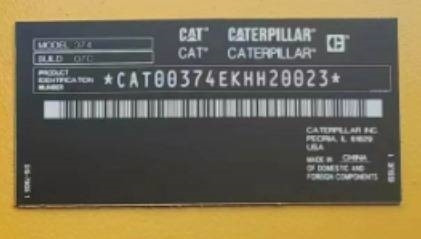 CAT CATERPILLAR
CAT CATERPILLAR
MODEL 374
BUILD 07C
PRODUCT
IDENTIFICATION
NUMBER
*CAT00374EKHH20023*
CATERPILLAR INC.
PEORIA, IL 61629
USA
MADE IN CHINA
OF DOMESTIC AND
FOREIGN COMPONENTS